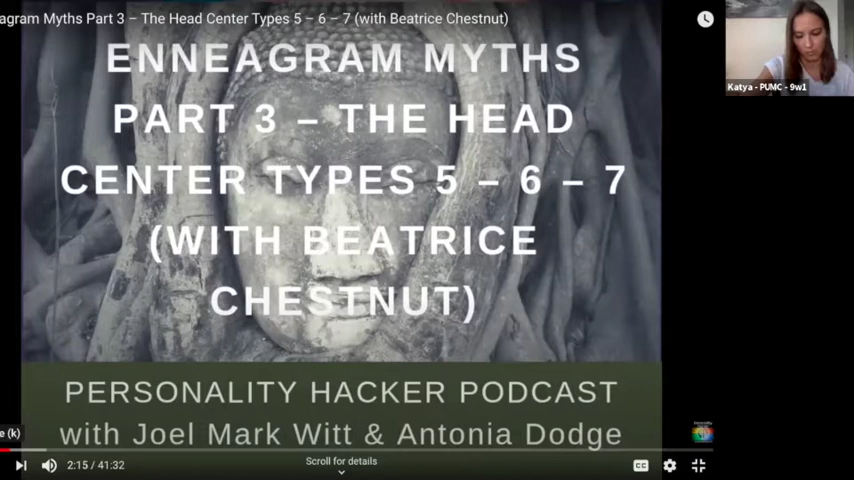 agram Myths Part 3 – The Head Center Types 5 – 6 – 7 (with Beatrice Chestnut)
ENNEAGRAM MYTHS
PART 3 – THE HEAD
CENTER TYPES 5 – 6 – 7
(WITH BEATRICE
CHESTNUT)
PERSONALITY HACKER PODCAST
with Joel Mark Witt & Antonia Dodge
Katya - PUMC - 9w1
e (k)
2:15 / 41:32
Scroll for details
CC